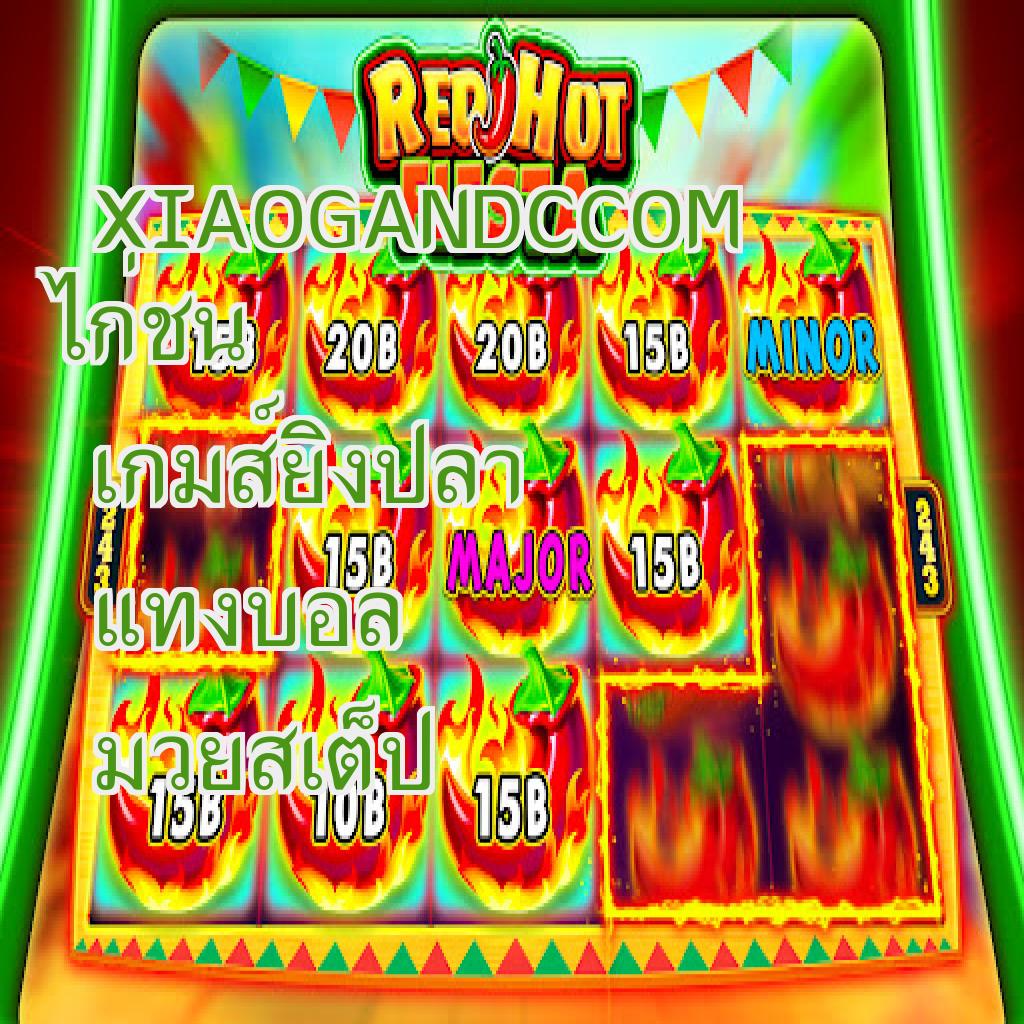 RED HOT
FIESTA
XIAOGANDCCOM
ไก่ชน
15B 20B 20B 15B MINOR
เกมส์ยิงปลา
243 15B MAJOR 15B 243
แทงบอล
มวยสเต็ป
15B 10B 15B